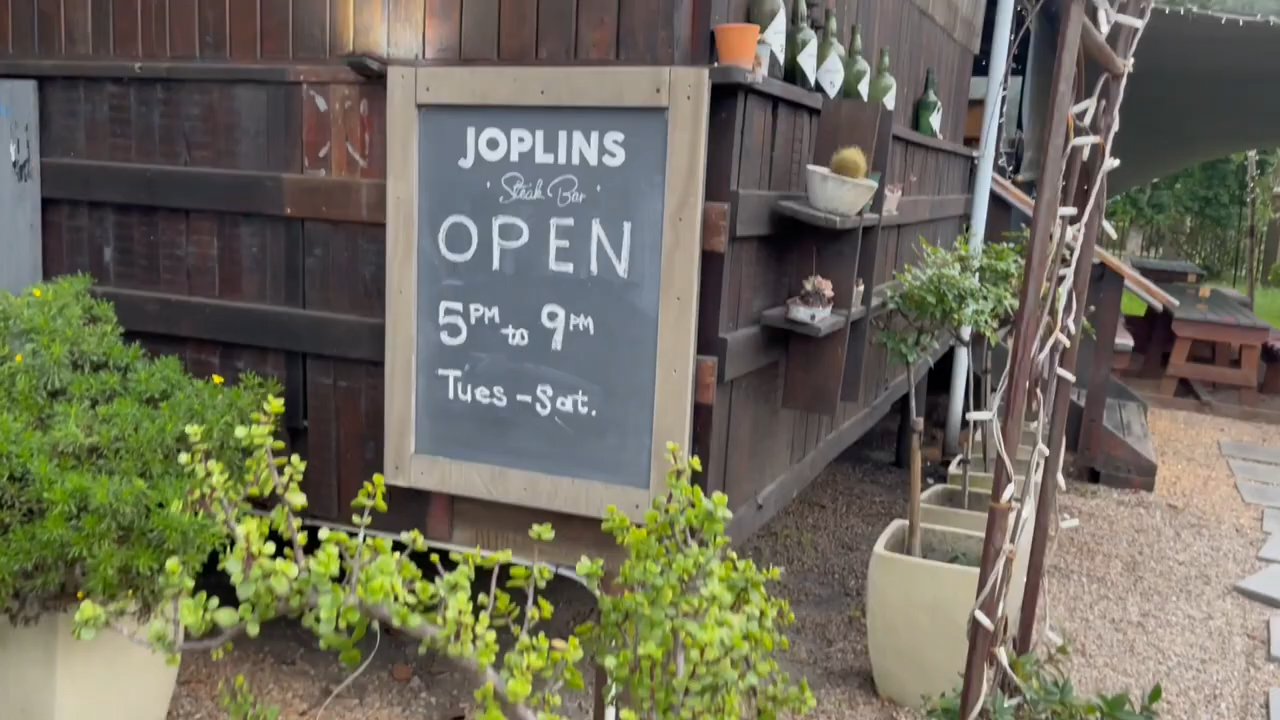 JOPLINS
'Steak Bar'
OPEN
5PM to 9PM
Tues - Sat.